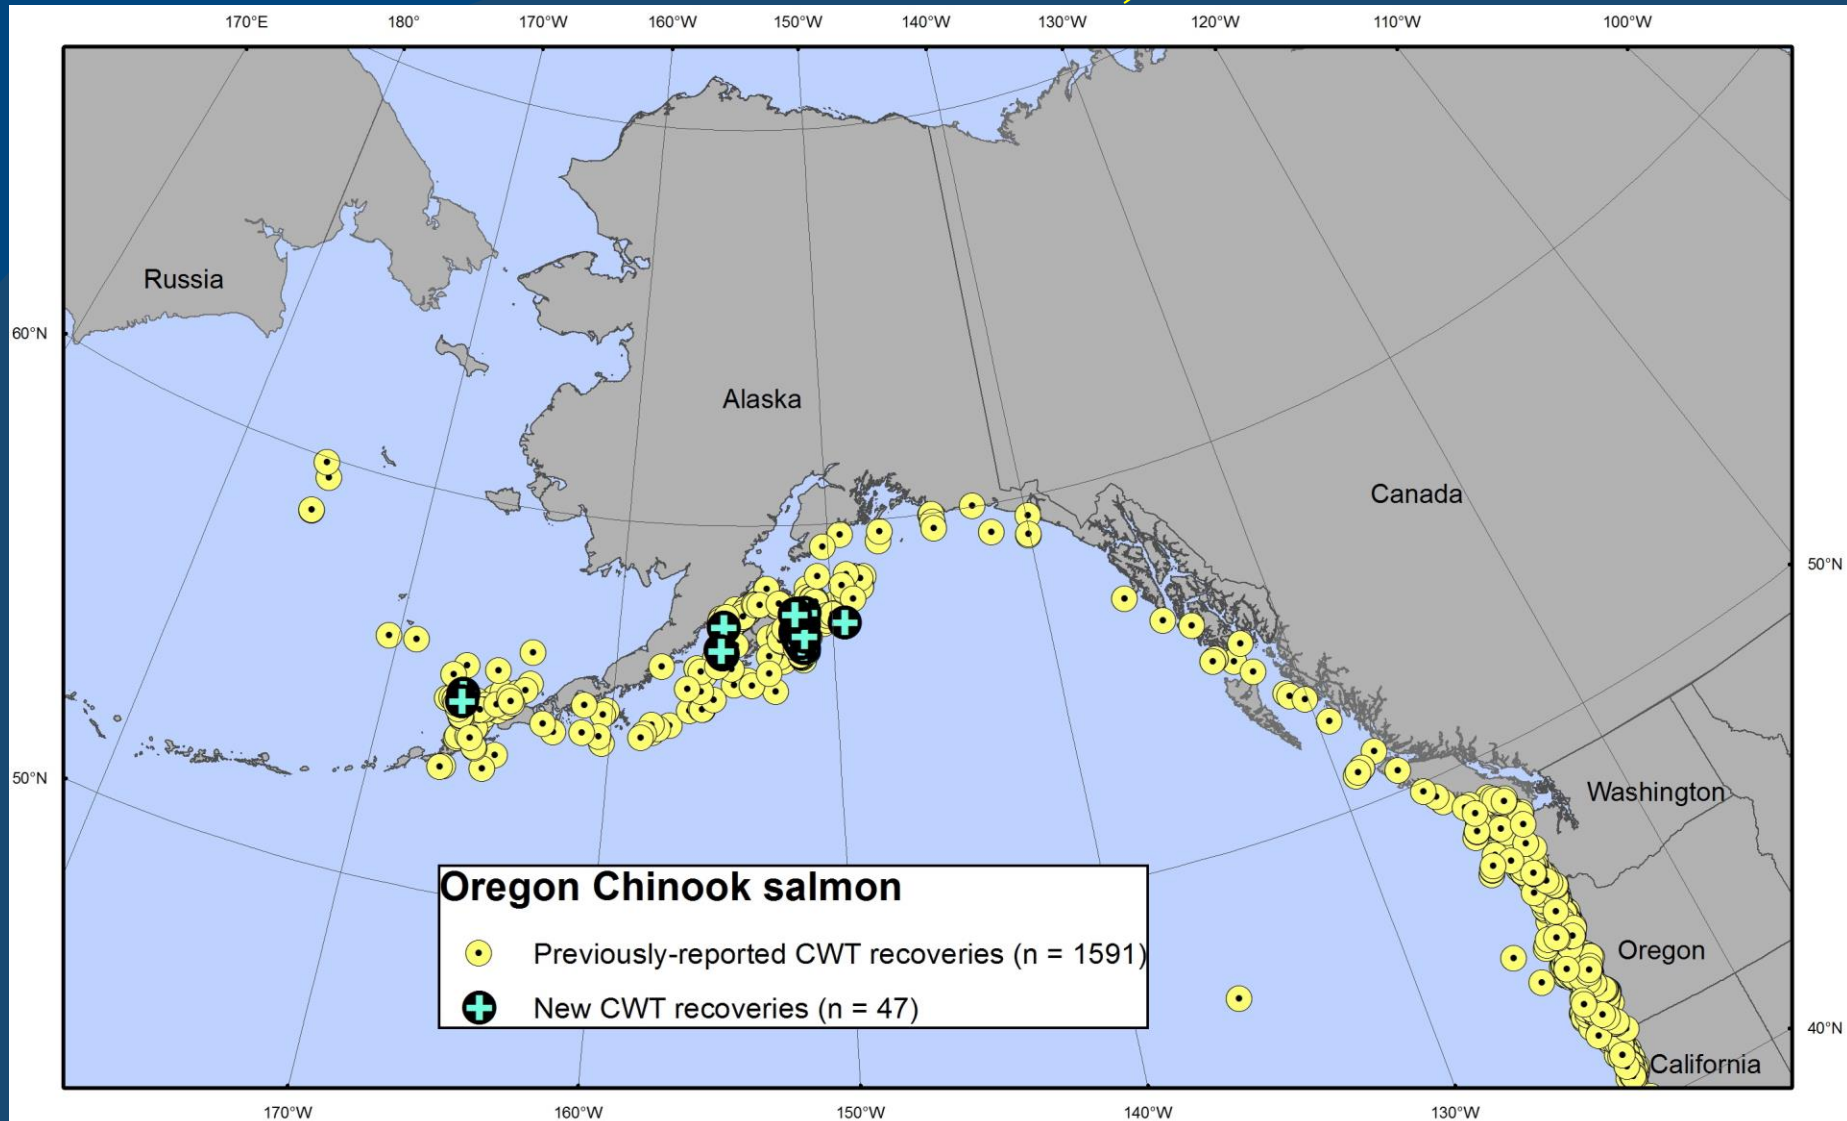 170°E 180° 170°W 160°W 150°W 140°W 130°W 120°W 110°W 100°W
Russia
60°N
Alaska
Canada
50°N
50°N
Washington
Oregon Chinook salmon
Previously-reported CWT recoveries (n = 1591)
New CWT recoveries (n = 47)
Oregon
40°N
California
170°W 160°W 150°W 140°W 130°W